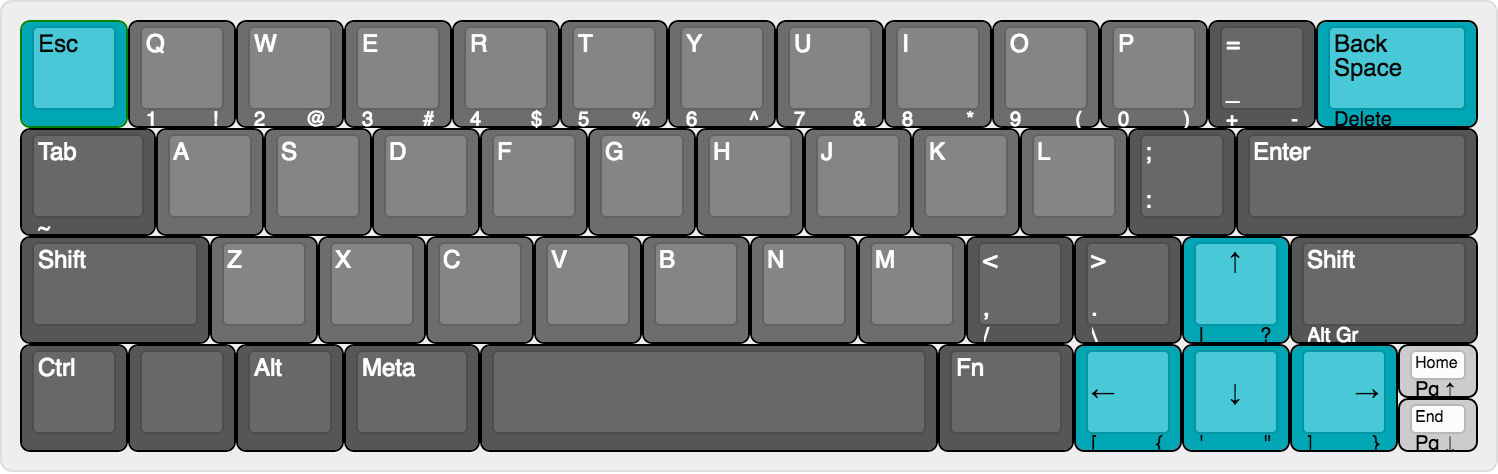 Esc Q W E R T Y U I O P = Back
_ Space
1 ! 2 @ 3 # 4 $ 5 % 6 ^ 7 & 8 * 9 ( 0 ) + - Delete
Tab A S D F G H J K L ; Enter
:
~
Shift Z X C V B N M < > ↑ Shift
, .
/ \ | ? Alt Gr
Ctrl Alt Meta Fn ← ↓ → Home
Pg ↑
End
[ { ' " ] } Pg ↓